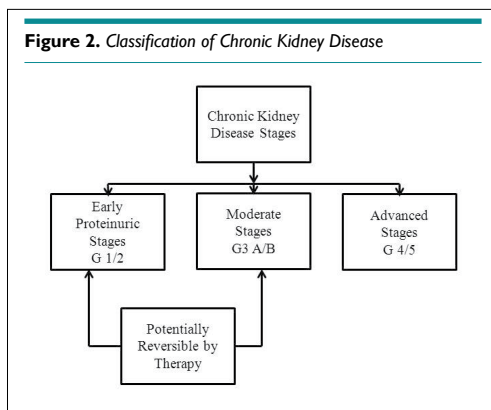 Figure 2. Classification of Chronic Kidney Disease
Chronic Kidney
Disease Stages
Early
Proteinuric
Stages
G 1/2
Moderate
Stages
G3 A/B
Advanced
Stages
G 4/5
Potentially
Reversible by
Therapy